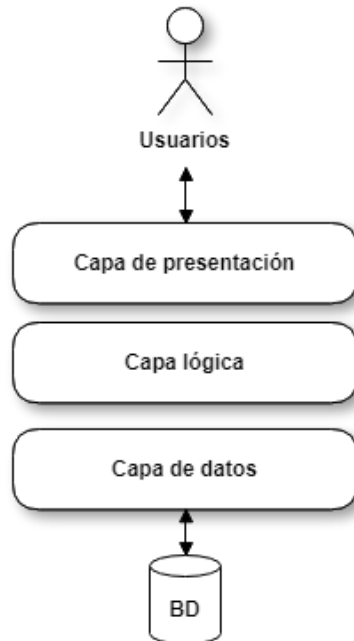 Usuarios
Capa de presentación
Capa lógica
Capa de datos
BD